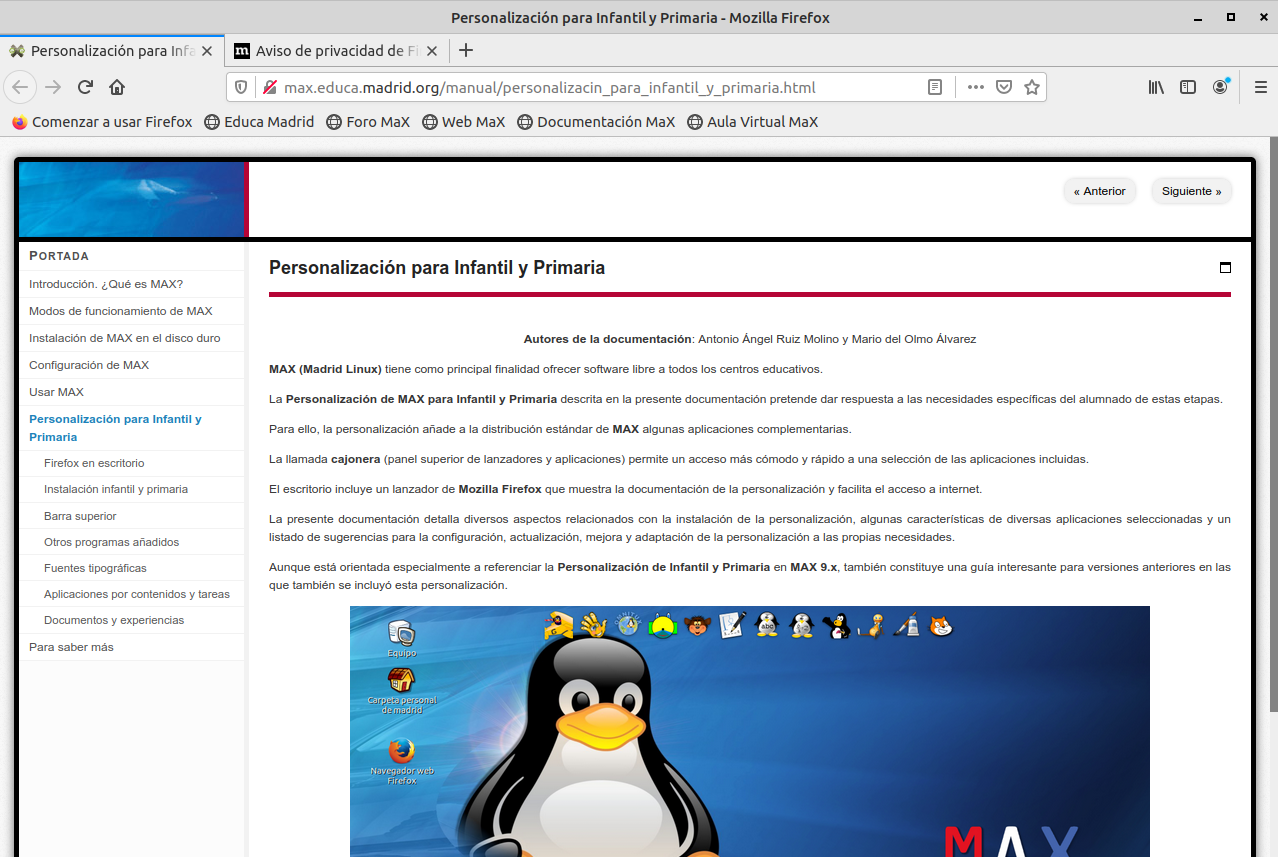 Personalización para Infantil y Primaria - Mozilla Firefox
Personalización para Infa
m Aviso de privacidad de Fi
max.educa.madrid.org/manual/personalizacin_para_infantil_y_primaria.html
Comenzar a usar Firefox Educa Madrid Foro MaX Web MaX Documentación MaX Aula Virtual MaX
« Anterior Siguiente »
PORTADA
Introducción. ¿Qué es MAX?
Modos de funcionamiento de MAX
Instalación de MAX en el disco duro
Configuración de MAX
Usar MAX
Personalización para Infantil y
Primaria
Firefox en escritorio
Instalación infantil y primaria
Barra superior
Otros programas añadidos
Fuentes tipográficas
Aplicaciones por contenidos y tareas
Documentos y experiencias
Para saber más
Personalización para Infantil y Primaria
Autores de la documentación: Antonio Ángel Ruiz Molino y Mario del Olmo Álvarez
MAX (Madrid Linux) tiene como principal finalidad ofrecer software libre a todos los centros educativos.
La Personalización de MAX para Infantil y Primaria descrita en la presente documentación pretende dar respuesta a las necesidades específicas del alumnado de estas etapas.
Para ello, la personalización añade a la distribución estándar de MAX algunas aplicaciones complementarias.
La llamada cajonera (panel superior de lanzadores y aplicaciones) permite un acceso más cómodo y rápido a una selección de las aplicaciones incluidas.
El escritorio incluye un lanzador de Mozilla Firefox que muestra la documentación de la personalización y facilita el acceso a internet.
La presente documentación detalla diversos aspectos relacionados con la instalación de la personalización, algunas características de diversas aplicaciones seleccionadas y un
listado de sugerencias para la configuración, actualización, mejora y adaptación de la personalización a las propias necesidades.
Aunque está orientada especialmente a referenciar la Personalización de Infantil y Primaria en MAX 9.x, también constituye una guía interesante para versiones anteriores en las
que también se incluyó esta personalización.
Equipo
Carpeta personal
de madrid
Navegador web
Firefox
MAX